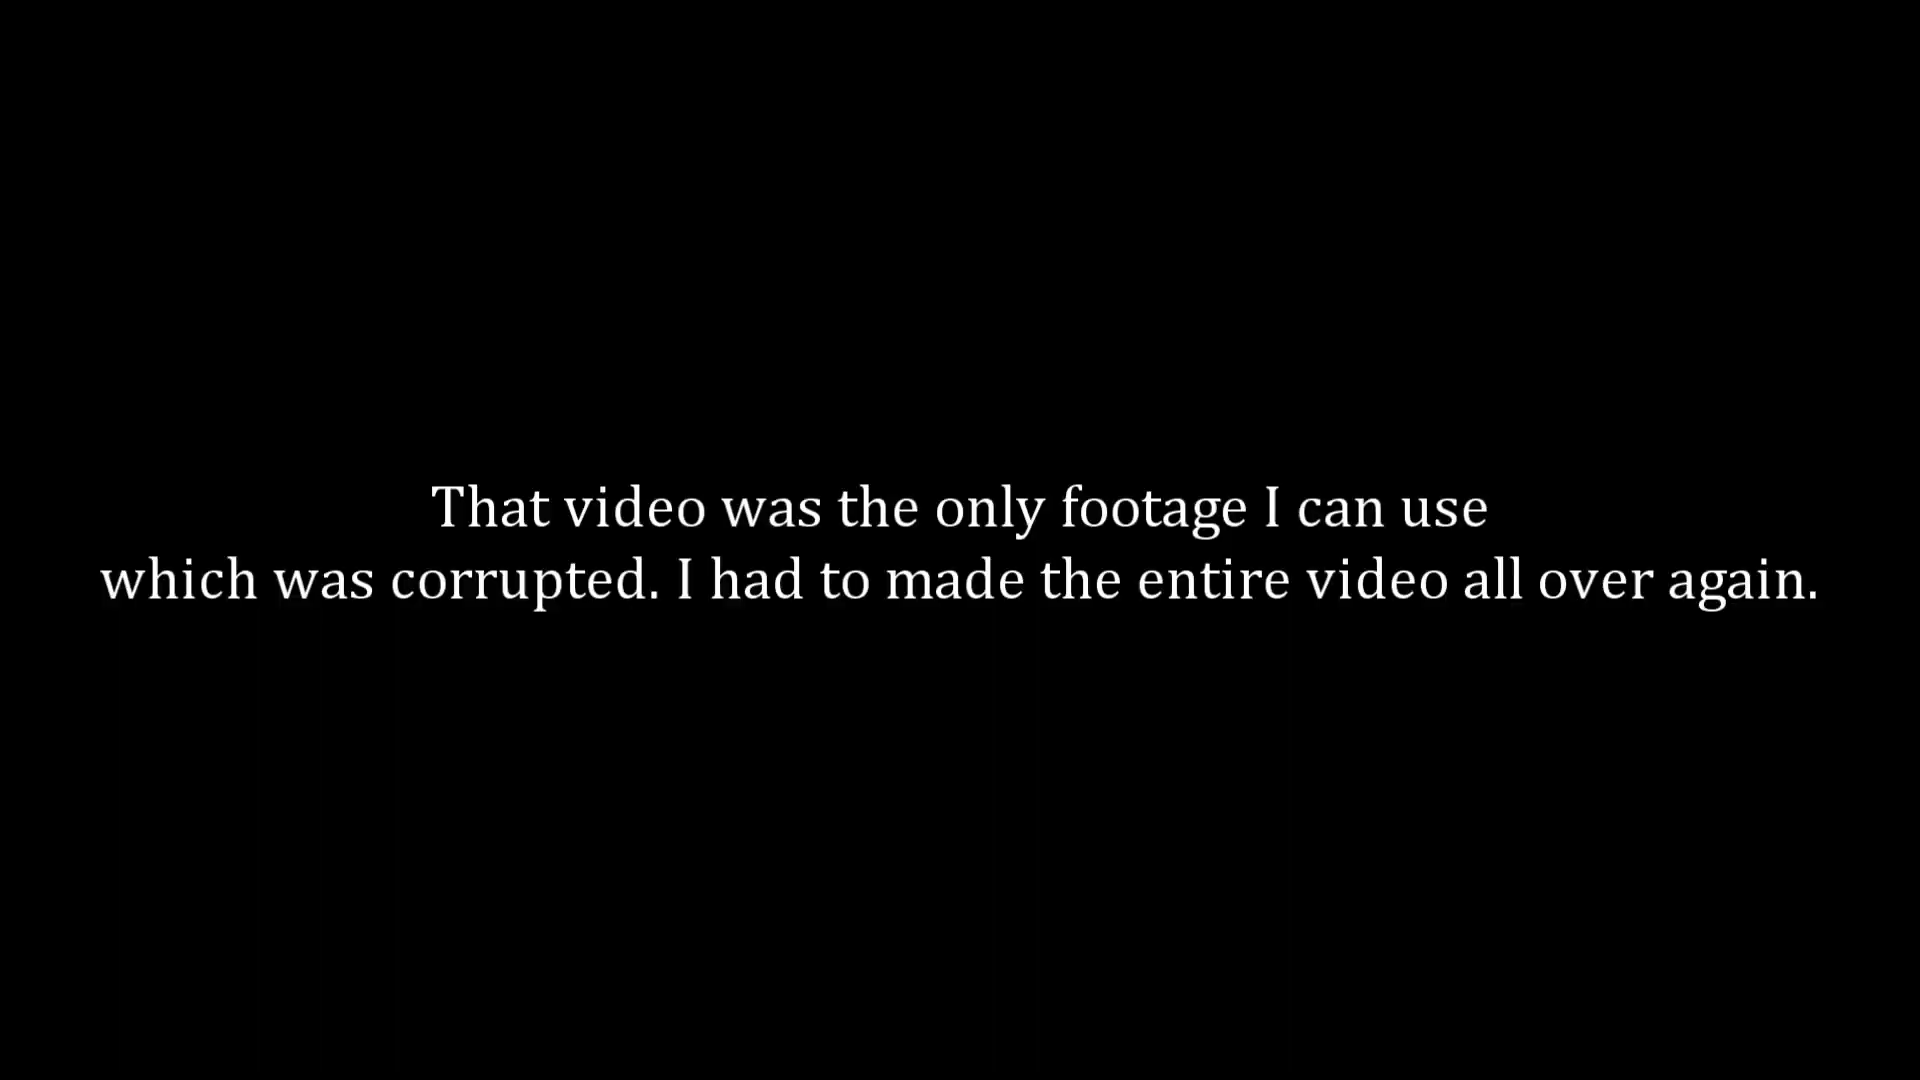 That video was the only footage I can use
which was corrupted. I had to made the entire video all over again.